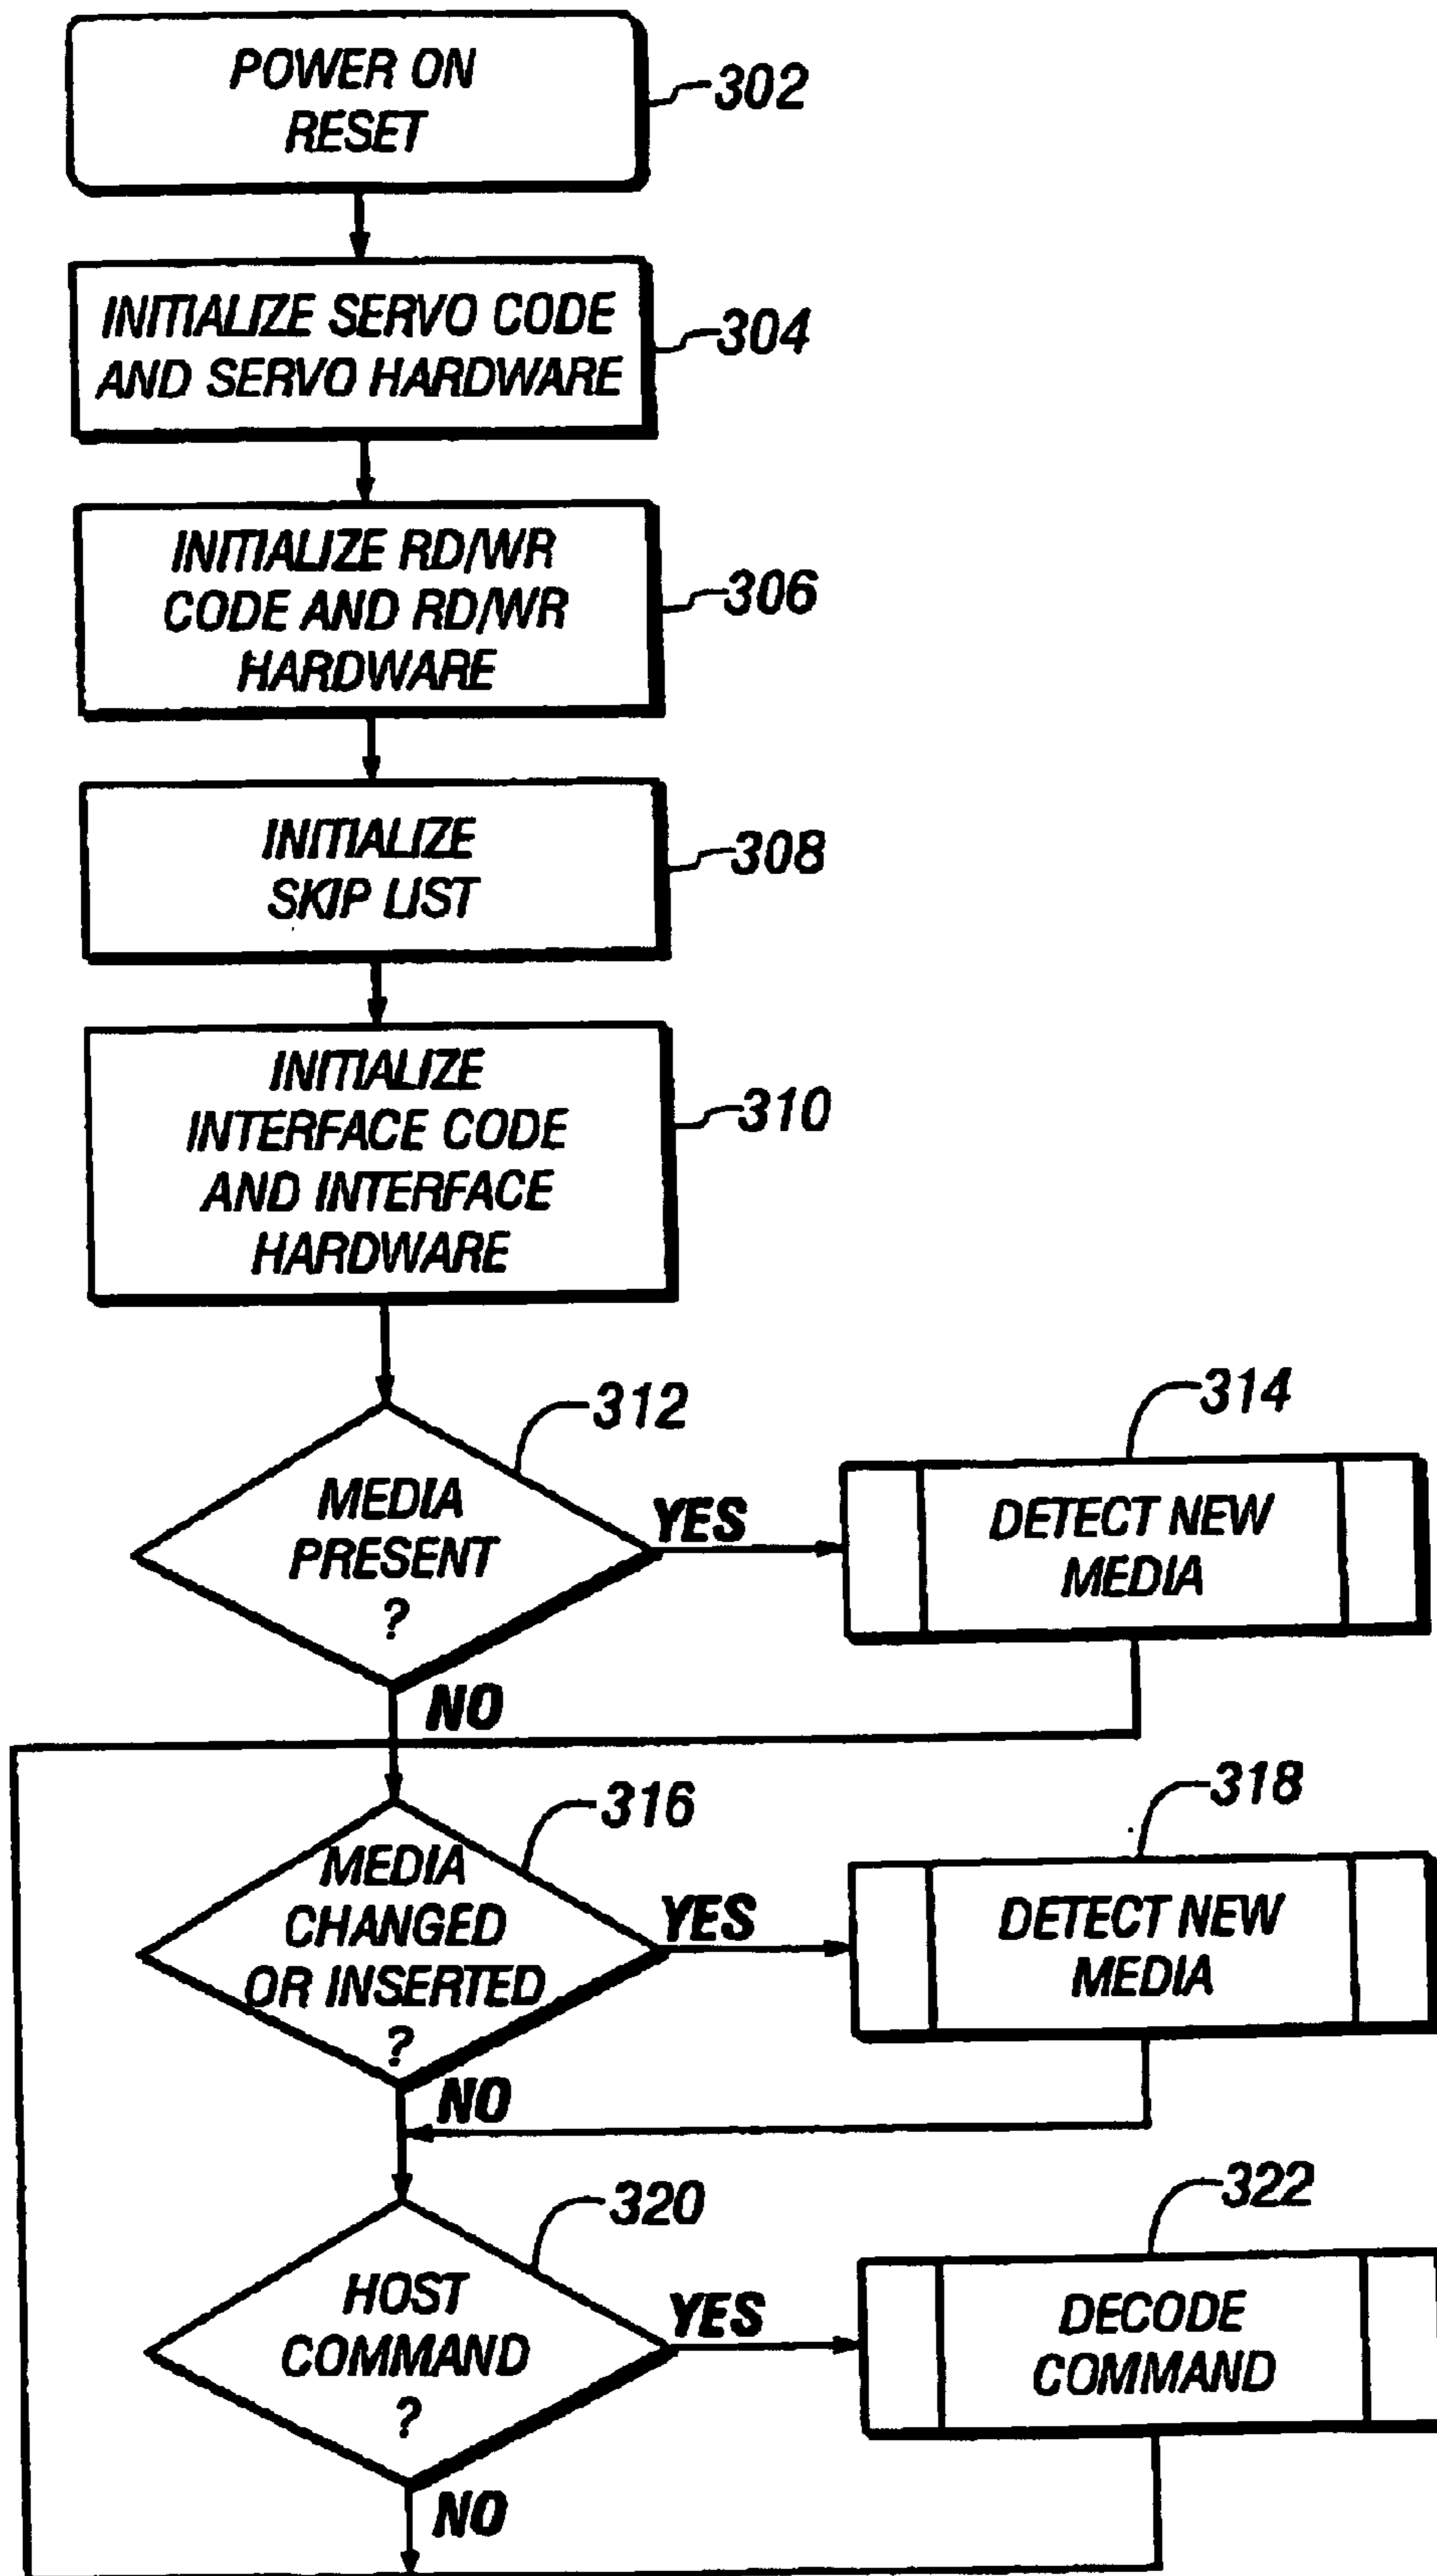 POWER ON
RESET
302
INITIALIZE SERVO CODE
AND SERVO HARDWARE
304
INITIALIZE RD/WR
CODE AND RD/WR
HARDWARE
306
INITIALIZE
SKIP LIST
308
INITIALIZE
INTERFACE CODE
AND INTERFACE
HARDWARE
310
312
MEDIA
PRESENT
?
YES
NO
314
DETECT NEW
MEDIA
316
MEDIA
CHANGED
OR INSERTED
?
YES
NO
318
DETECT NEW
MEDIA
320
HOST
COMMAND
?
YES
NO
322
DECODE
COMMAND